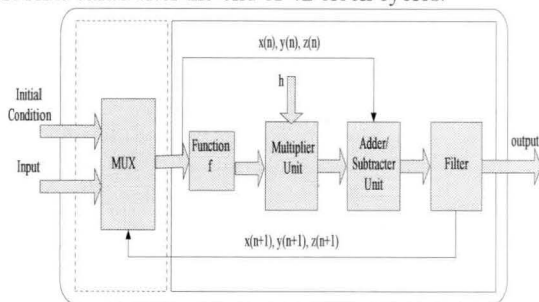 x(n), y(n), z(n)
h
Initial
Condition
Input
MUX
Function
f
Multiplier
Unit
Adder/
Subtracter
Unit
Filter
output
x(n+1), y(n+1), z(n+1)